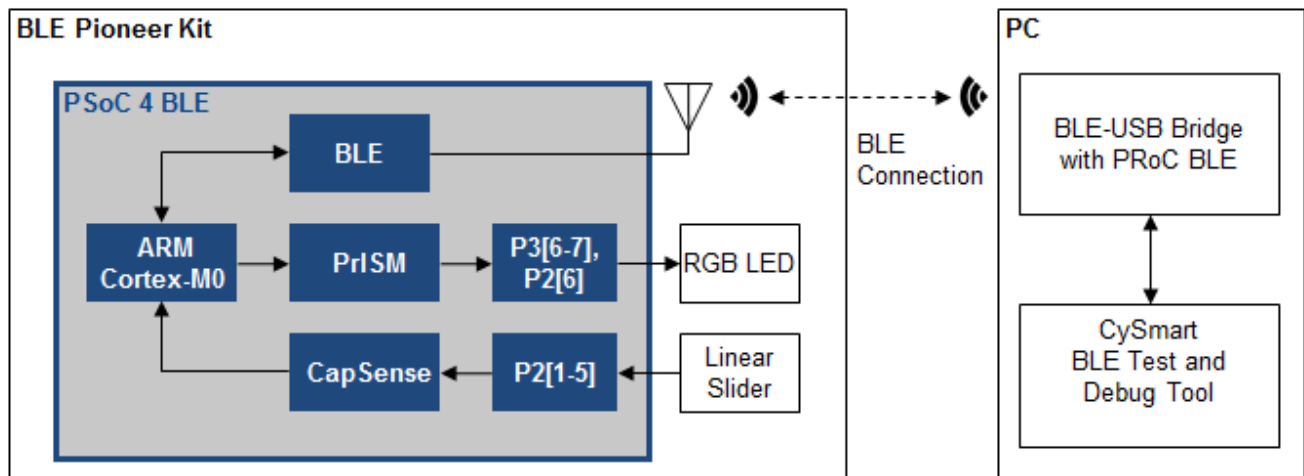 BLE Pioneer Kit
PSoC 4 BLE
BLE
ARM
Cortex-M0
PrISM
P3[6-7],
P2[6]
RGB LED
CapSense
P2[1-5]
Linear
Slider
BLE
Connection
PC
BLE-USB Bridge
with PRoC BLE
CySmart
BLE Test and
Debug Tool